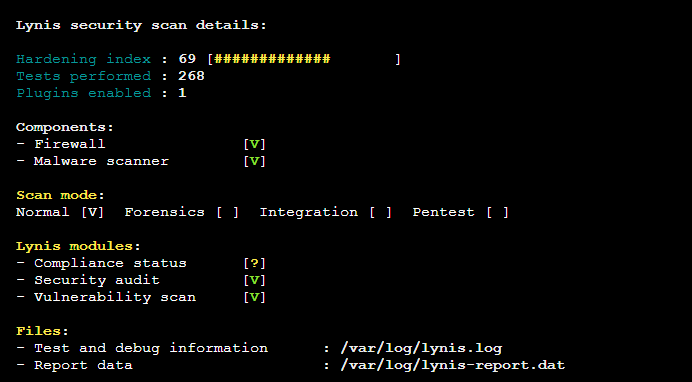 Lynis security scan details:
Hardening index : 69 [############# ]
Tests performed : 268
Plugins enabled : 1
Components:
- Firewall [V]
- Malware scanner [V]
Scan mode:
Normal [V] Forensics [ ] Integration [ ] Pentest [ ]
Lynis modules:
- Compliance status [?]
- Security audit [V]
- Vulnerability scan [V]
Files:
- Test and debug information : /var/log/lynis.log
- Report data : /var/log/lynis-report.dat